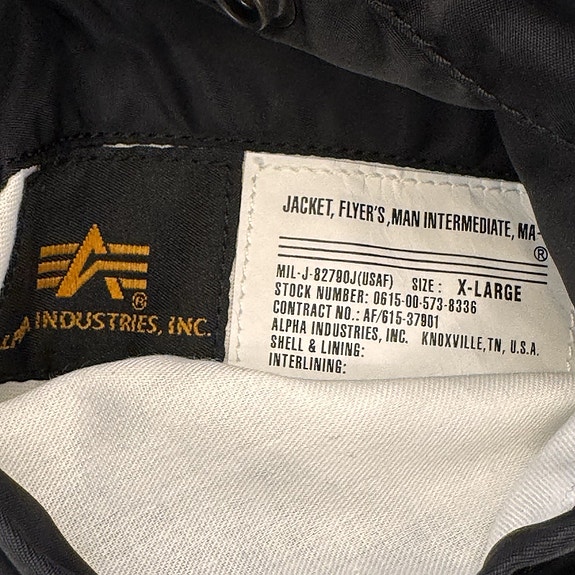 ALPHA INDUSTRIES, INC.
®
JACKET, FLYER'S, MAN INTERMEDIATE, MA-
®
MIL-J-82790J(USAF) SIZE: X-LARGE
STOCK NUMBER: 0615-00-573-8336
CONTRACT NO.: AF/615-37901
ALPHA INDUSTRIES, INC. KNOXVILLE, TN, U.S.A.
SHELL & LINING:
INTERLINING: